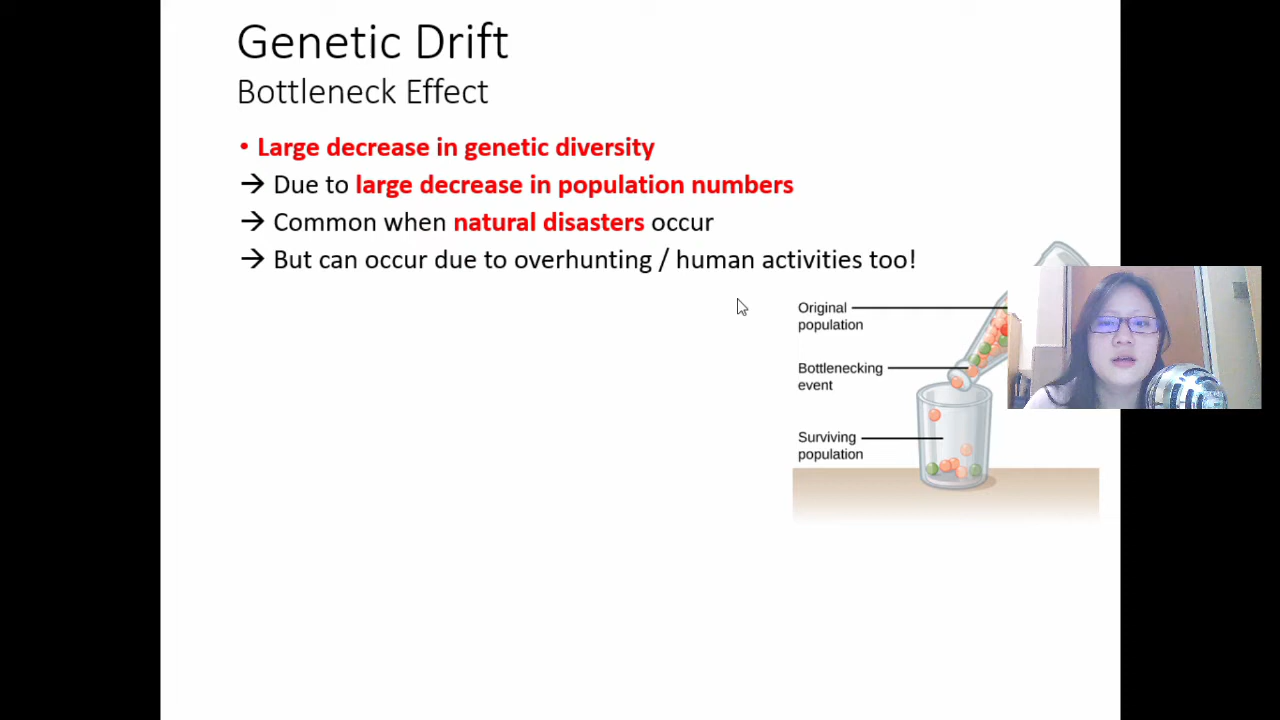 Genetic Drift
Bottleneck Effect
• Large decrease in genetic diversity
→ Due to large decrease in population numbers
→ Common when natural disasters occur
→ But can occur due to overhunting / human activities too!
Original
population
Bottlenecking
event
Surviving
population